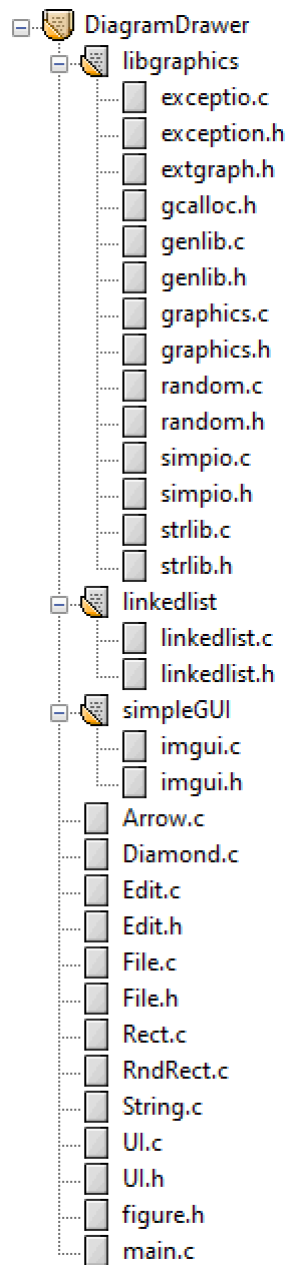 DiagramDrawer
libgraphics
exceptio.c
exception.h
extgraph.h
gcalloc.h
genlib.c
genlib.h
graphics.c
graphics.h
random.c
random.h
simpio.c
simpio.h
strlib.c
strlib.h
linkedlist
linkedlist.c
linkedlist.h
simpleGUI
imgui.c
imgui.h
Arrow.c
Diamond.c
Edit.c
Edit.h
File.c
File.h
Rect.c
RndRect.c
String.c
UI.c
UI.h
figure.h
main.c